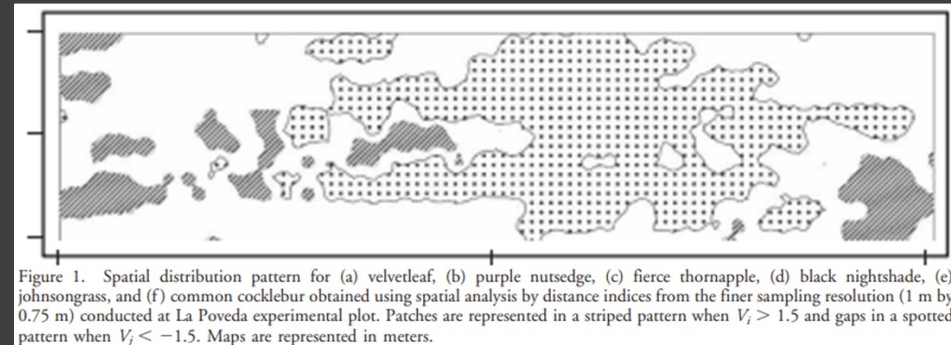 Figure 1. Spatial distribution pattern for (a) velvetleaf, (b) purple nutsedge, (c) fierce thornapple, (d) black nightshade, (e)
johnsongrass, and (f) common cocklebur obtained using spatial analysis by distance indices from the finer sampling resolution (1 m by
0.75 m) conducted at La Poveda experimental plot. Patches are represented in a striped pattern when Vi > 1.5 and gaps in a spotted
pattern when Vi < −1.5. Maps are represented in meters.